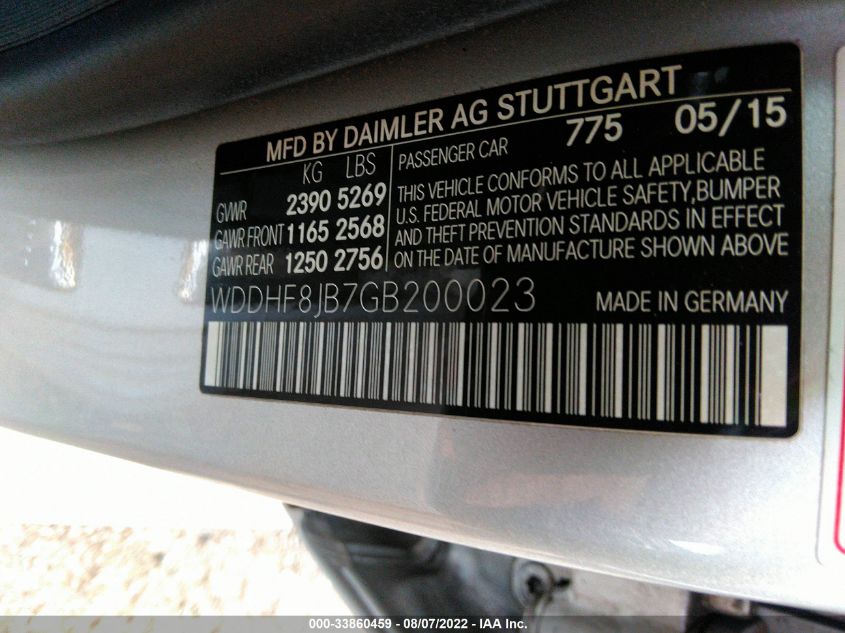 MFD BY DAIMLER AG STUTTGART
KG LBS
GVWR 2390 5269
GAWR FRONT 1165 2568
GAWR REAR 1250 2756
PASSENGER CAR 775 05/15
THIS VEHICLE CONFORMS TO ALL APPLICABLE
U.S. FEDERAL MOTOR VEHICLE SAFETY,BUMPER
AND THEFT PREVENTION STANDARDS IN EFFECT
ON THE DATE OF MANUFACTURE SHOWN ABOVE
WDDHF8JB7GB200023 MADE IN GERMANY
000-33860459 - 08/07/2022 - IAA Inc.